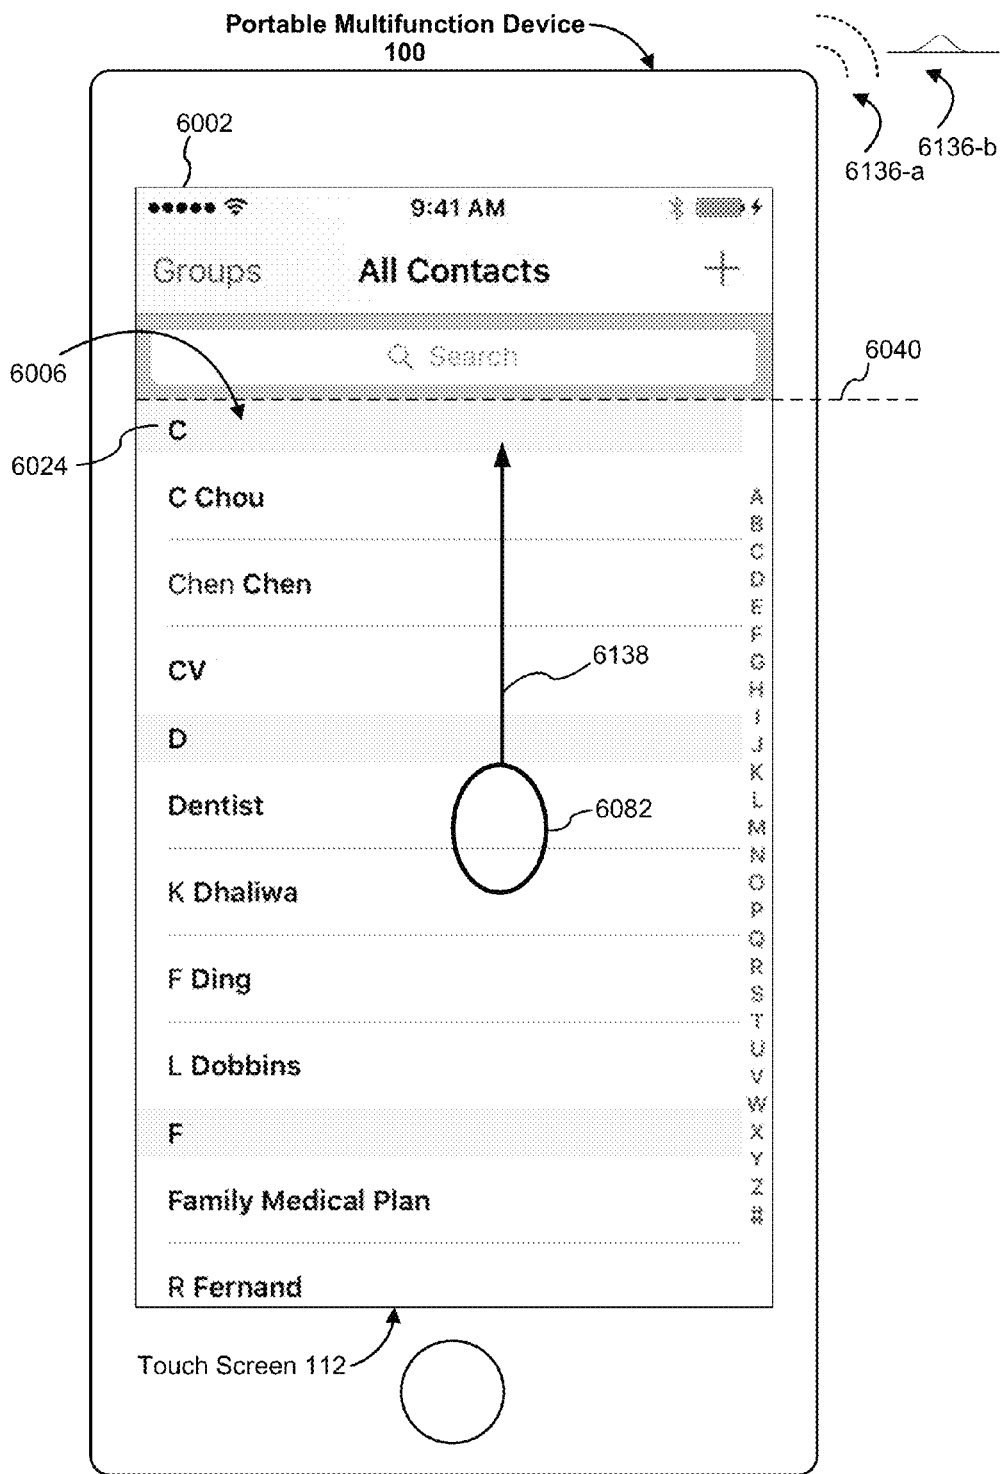 Portable Multifunction Device
100
6136-b
6136-a
6002
9:41 AM
Groups
All Contacts
+
Search
6006
6040
C
6024
C Chou
Chen Chen
CV
6138
D
Dentist
6082
K Dhaliwa
F Ding
L Dobbins
F
Family Medical Plan
R Fernand
A
B
C
D
E
F
G
H
I
J
K
L
M
N
O
P
Q
R
S
T
U
V
W
X
Y
Z
#
Touch Screen 112